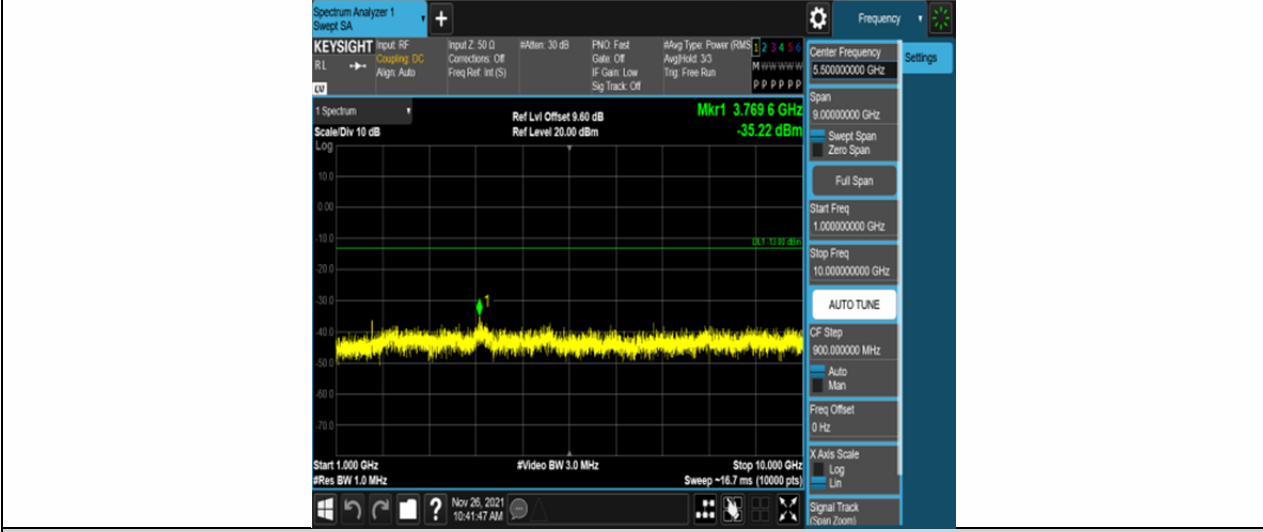 Spectrum Analyzer 1
Swept SA
+
Frequency
KEYSIGHT
RL
Input: RF
Coupling: DC
Align: Auto
Input Z: 50 Ω
Corrections: Off
Freq Ref: Int (S)
#Atten: 30 dB
PNO: Fast
Gate: Off
IF Gain: Low
Sig Track: Off
#Avg Type: Power (RMS
Avg|Hold: 3/3
Trig: Free Run
1 2 3 4 5 6
M W W W W W
P P P P P P
1 Spectrum
Scale/Div 10 dB
Ref Lvl Offset 9.60 dB
Ref Level 20.00 dBm
Mkr1 3.769 6 GHz
-35.22 dBm
Log
10.0
0.00
-10.0
-20.0
-30.0
-40.0
-50.0
-60.0
-70.0
DL1 -13.00 dBm
1
Start 1.000 GHz
#Res BW 1.0 MHz
#Video BW 3.0 MHz
Stop 10.000 GHz
Sweep ~16.7 ms (10000 pts)
?
Nov 26, 2021
10:41:47 AM
Center Frequency
5.500000000 GHz
Span
9.00000000 GHz
Swept Span
Zero Span
Full Span
Start Freq
1.000000000 GHz
Stop Freq
10.000000000 GHz
AUTO TUNE
CF Step
900.000000 MHz
Auto
Man
Freq Offset
0 Hz
X Axis Scale
Log
Lin
Signal Track
(Span Zoom)
Settings